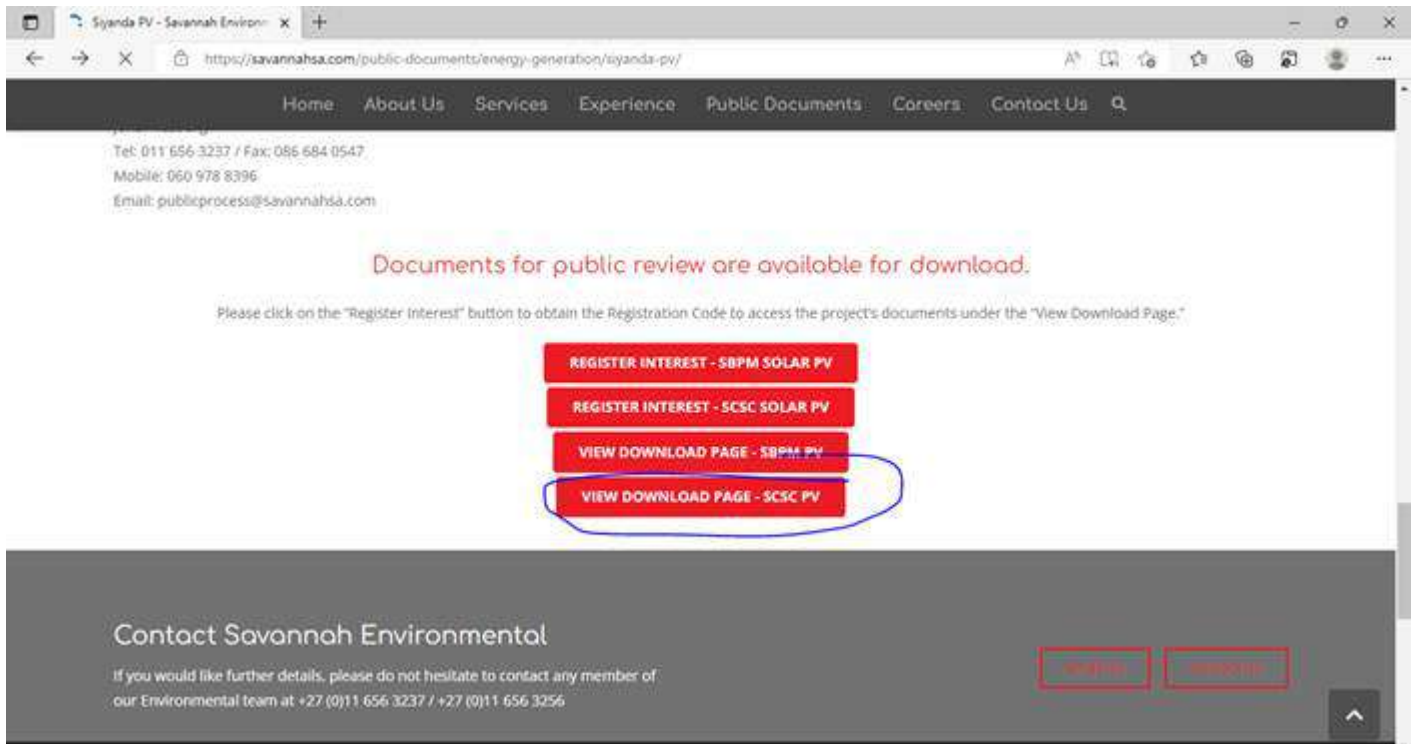 Siyanda PV - Savannah Environ
https://savannahsa.com/public-documents/energy-generation/siyanda-pv/
Home About Us Services Experience Public Documents Careers Contact Us
Tel: 011 656 3237 / Fax: 086 684 0547
Mobile: 060 978 8396
Email: publicprocess@savannahsa.com
Documents for public review are available for download.
Please click on the "Register Interest" button to obtain the Registration Code to access the project's documents under the "View Download Page."
REGISTER INTEREST - SBPM SOLAR PV
REGISTER INTEREST - SCSC SOLAR PV
VIEW DOWNLOAD PAGE - SBPM PV
VIEW DOWNLOAD PAGE - SCSC PV
Contact Savannah Environmental
If you would like further details, please do not hesitate to contact any member of
our Environmental team at +27 (0)11 656 3237 / +27 (0)11 656 3256